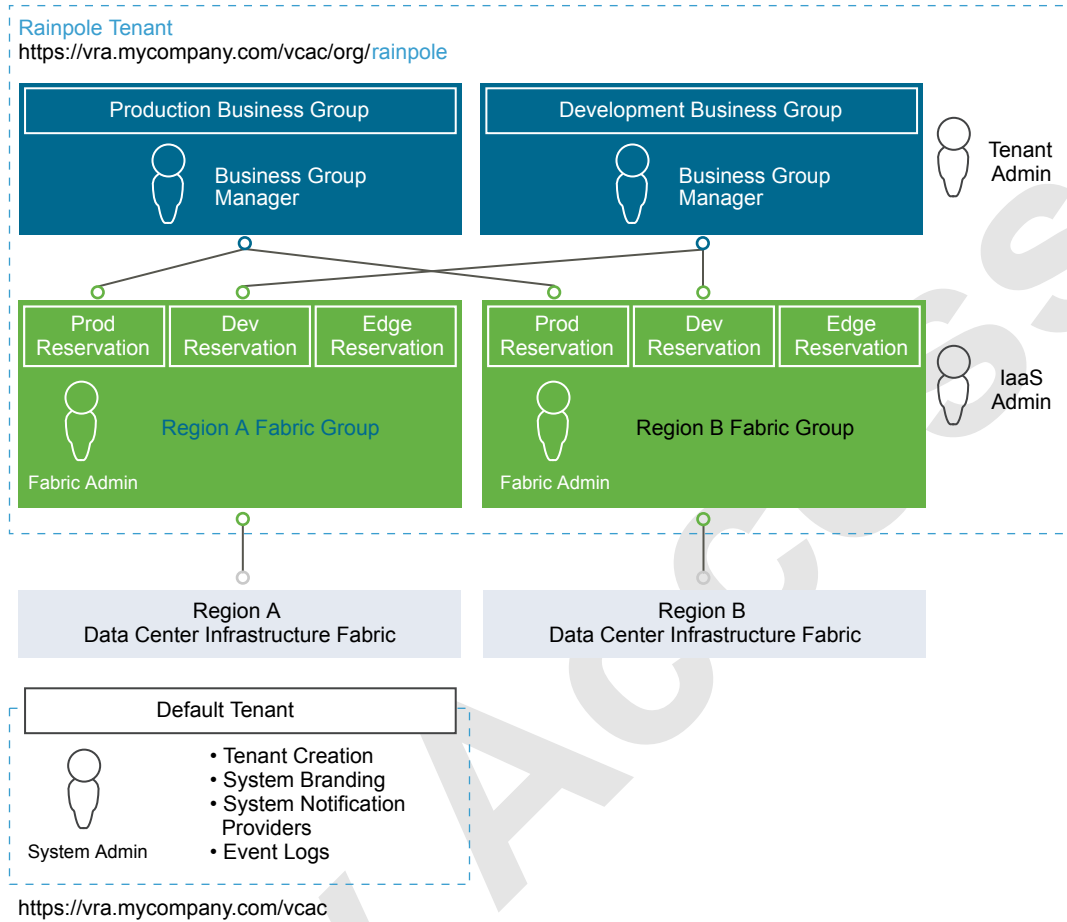 Rainpole Tenant
https://vra.mycompany.com/vcac/org/rainpole
Production Business Group
Business Group
Manager
Development Business Group
Business Group
Manager
Tenant
Admin
Prod
Reservation
Dev
Reservation
Edge
Reservation
Region A Fabric Group
Fabric Admin
Prod
Reservation
Dev
Reservation
Edge
Reservation
Region B Fabric Group
Fabric Admin
IaaS
Admin
Region A
Data Center Infrastructure Fabric
Region B
Data Center Infrastructure Fabric
Default Tenant
• Tenant Creation
• System Branding
• System Notification
Providers
• Event Logs
System Admin
https://vra.mycompany.com/vcac